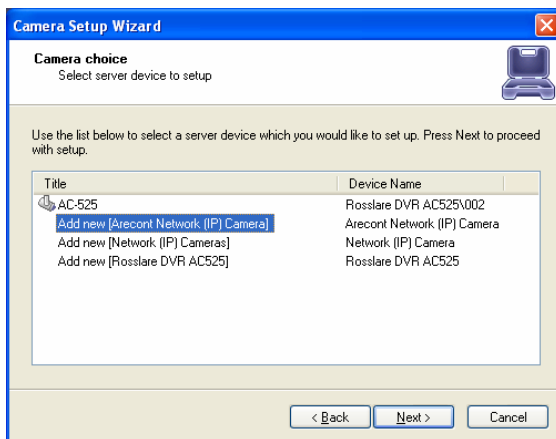 Camera Setup Wizard
Camera choice
Select server device to setup
Use the list below to select a server device which you would like to set up. Press Next to proceed
with setup.
Title Device Name
AC-525 Rosslare DVR AC525\002
Add new [Arecont Network (IP) Camera] Arecont Network (IP) Camera
Add new [Network (IP) Cameras] Network (IP) Camera
Add new [Rosslare DVR AC525] Rosslare DVR AC525
< Back Next > Cancel